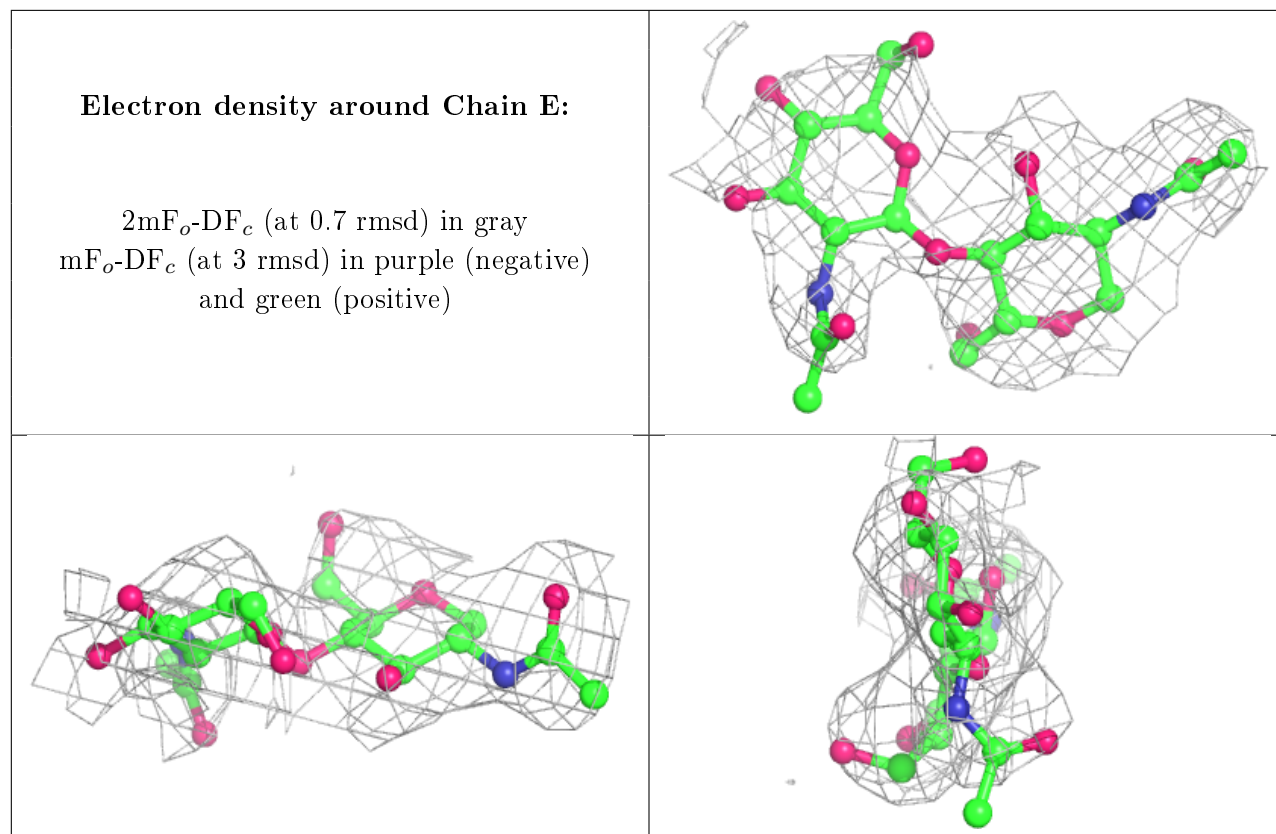 Electron density around Chain E:
2mFₒ-DF𝒸 (at 0.7 rmsd) in gray
mFₒ-DF𝒸 (at 3 rmsd) in purple (negative)
and green (positive)